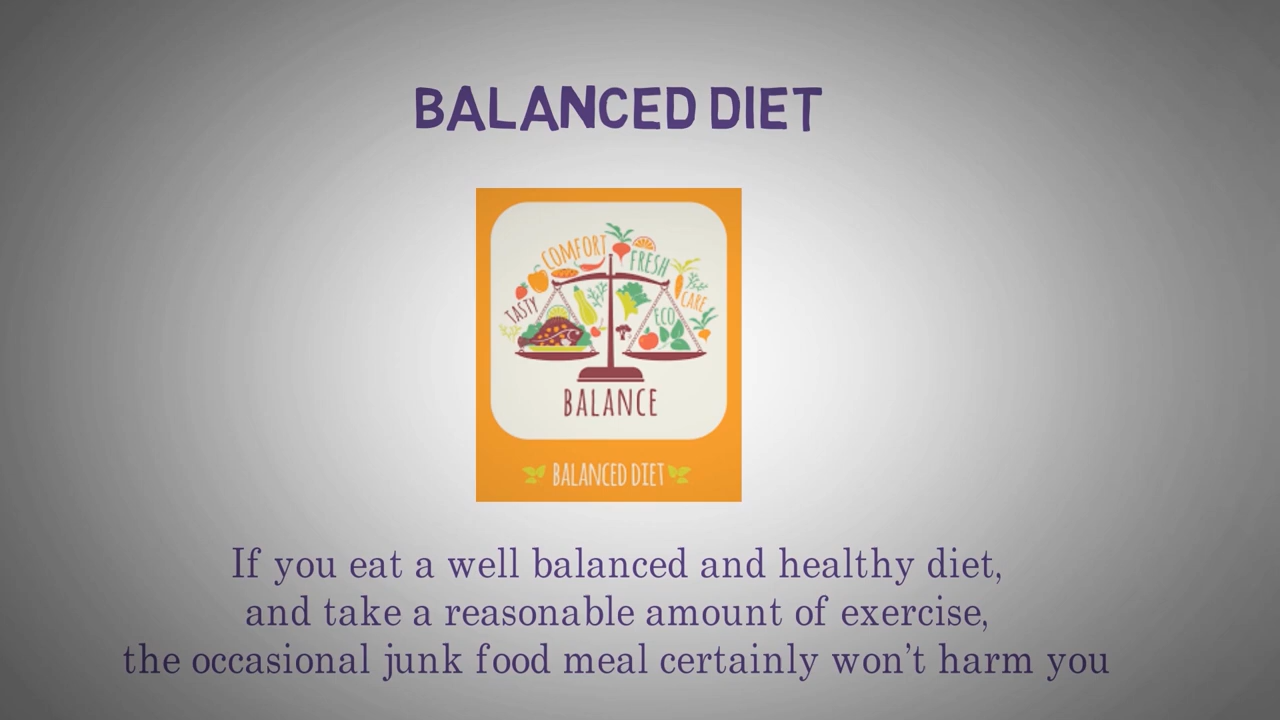 BALANCED DIET
COMFORT
FRESH
TASTY
CARE
ECO
BALANCE
BALANCED DIET
If you eat a well balanced and healthy diet,
and take a reasonable amount of exercise,
the occasional junk food meal certainly won't harm you